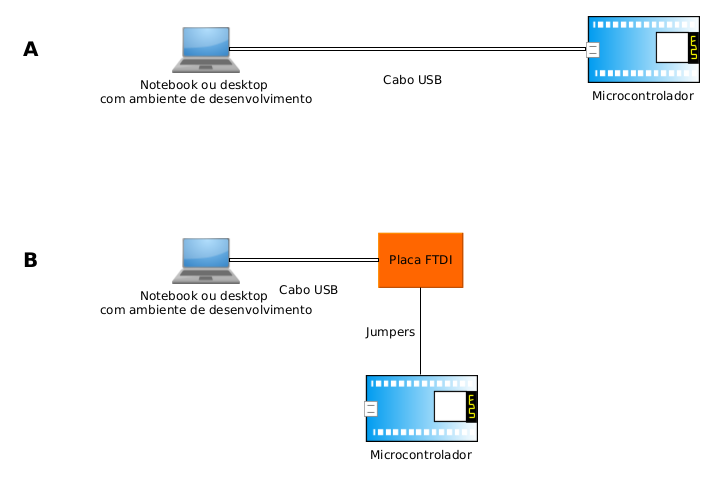 A
Notebook ou desktop
com ambiente de desenvolvimento
Cabo USB
Microcontrolador
B
Placa FTDI
Notebook ou desktop
com ambiente de desenvolvimento
Cabo USB
Jumpers
Microcontrolador